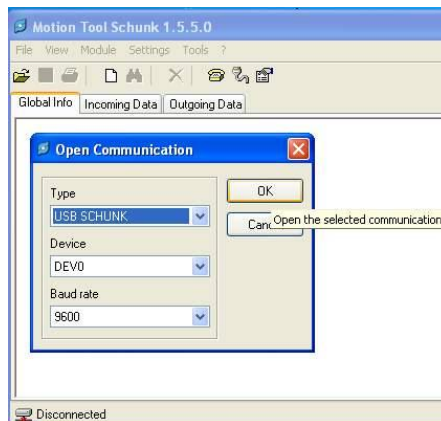 Motion Tool Schunk 1.5.5.0
File View Module Settings Tools ?
Global Info Incoming Data Outgoing Data
Open Communication
Type
USB SCHUNK
OK
Open the selected communication
Device
DEV0
Baud rate
9600
Disconnected